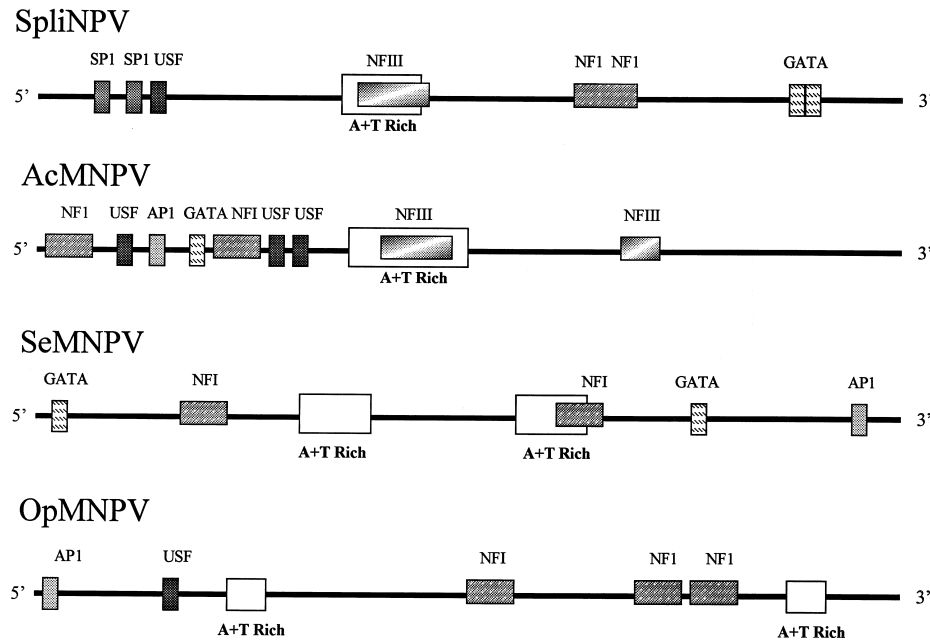 SpliNPV
SP1 SP1 USF NFIII NF1 NF1 GATA
5' 3'
A+T Rich
AcMNPV
NF1 USF AP1 GATA NFI USF USF NFIII NFIII
5' 3'
A+T Rich
SeMNPV
GATA NFI NFI GATA AP1
5' 3'
A+T Rich A+T Rich
OpMNPV
AP1 USF NFI NF1 NF1
5' 3'
A+T Rich A+T Rich